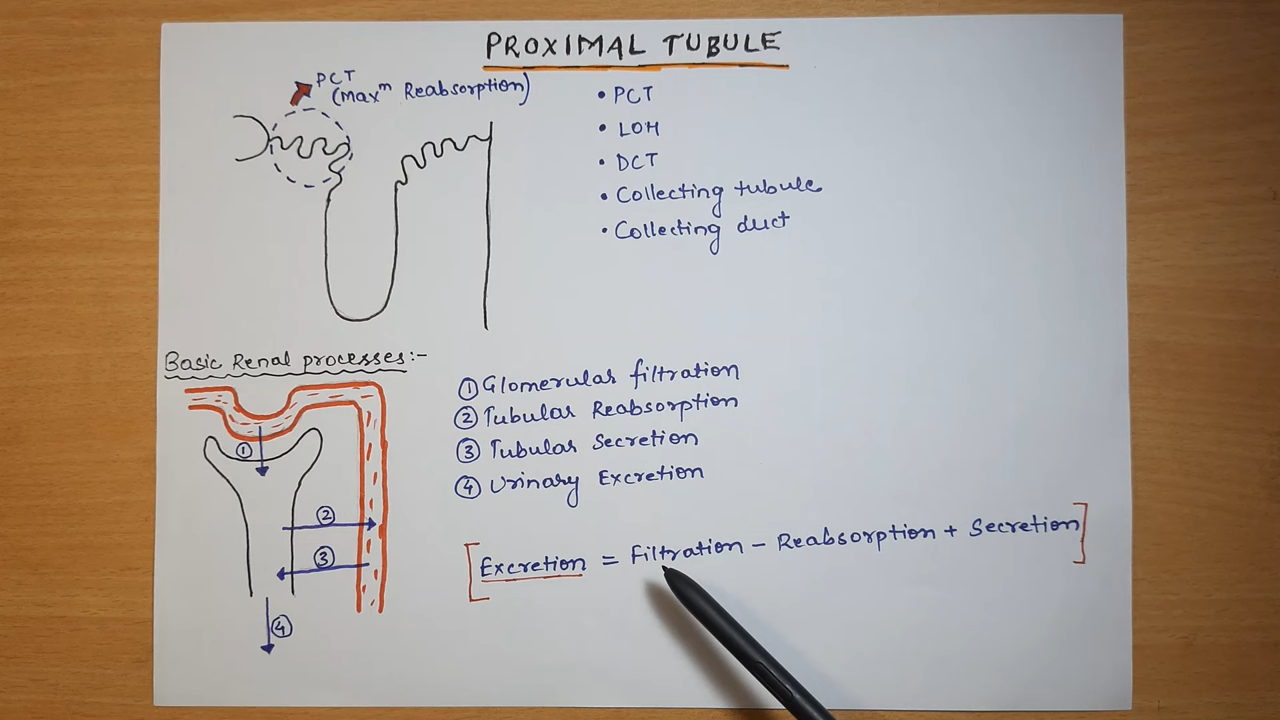 PROXIMAL TUBULE
PCT
(Maxᵐ Reabsorption)
• PCT
• LOH
• DCT
• Collecting tubule
• Collecting duct
Basic Renal processes:-
① Glomerular filtration
② Tubular Reabsorption
③ Tubular Secretion
④ Urinary Excretion
①
②
③
④
[Excretion = Filtration - Reabsorption + Secretion]